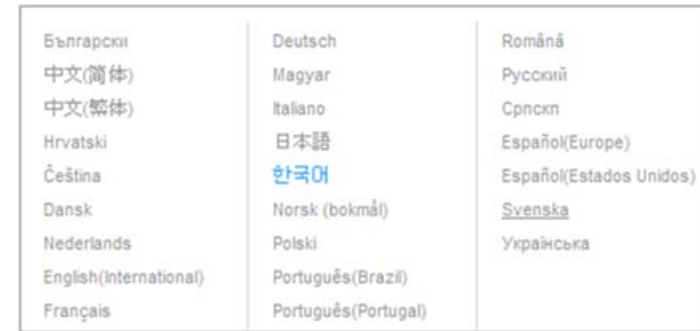 Български
中文(简体)
中文(繁体)
Hrvatski
Čeština
Dansk
Nederlands
English(International)
Français
Deutsch
Magyar
Italiano
日本語
한국어
Norsk (bokmål)
Polski
Português(Brazil)
Português(Portugal)
Română
Русский
Српскп
Español(Europe)
Español(Estados Unidos)
Svenska
Українська